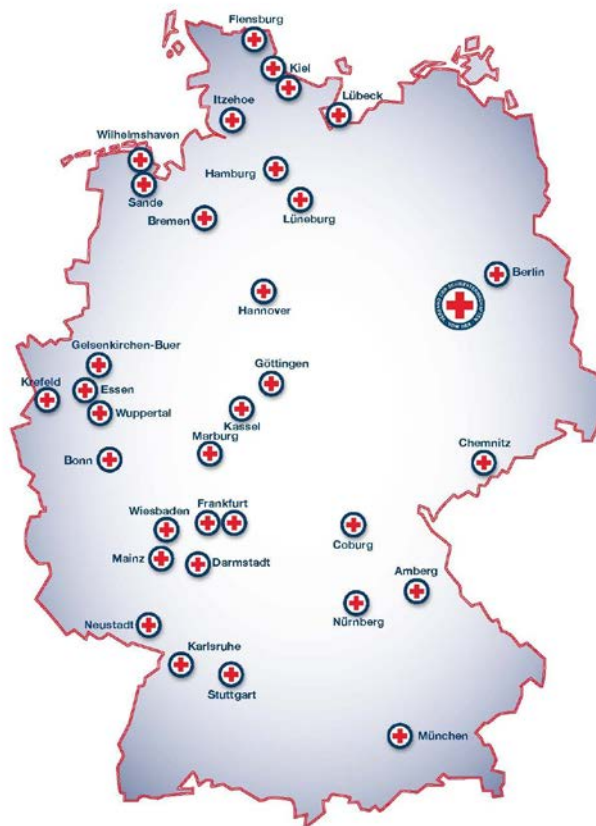 Flensburg
Kiel
Lübeck
Itzehoe
Wilhelmshaven
Hamburg
Sande
Lüneburg
Bremen
Berlin
Hannover
Gelsenkirchen-Buer
Göttingen
Krefeld
Essen
Wuppertal
Kassel
Marburg
Chemnitz
Bonn
Frankfurt
Wiesbaden
Coburg
Mainz
Darmstadt
Amberg
Nürnberg
Neustadt
Karlsruhe
Stuttgart
München